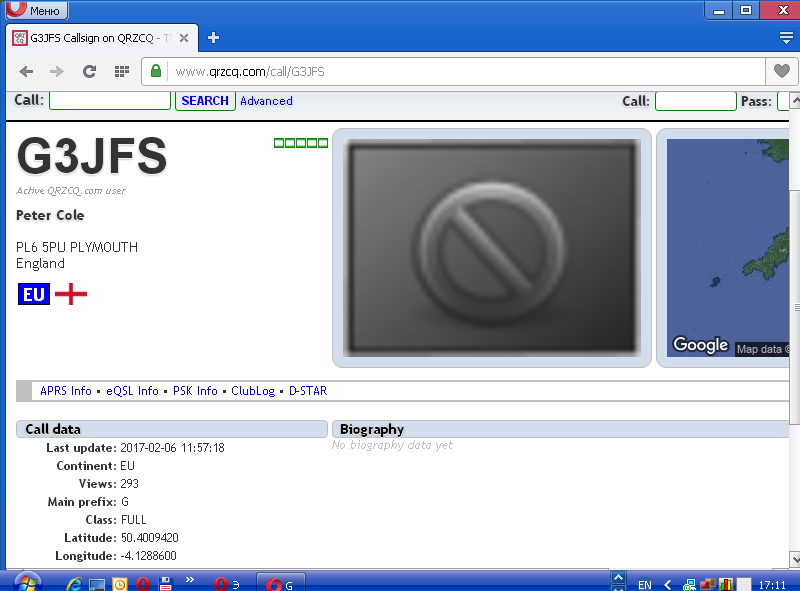 Меню
G3JFS Callsign on QRZCQ - T
www.qrzcq.com/call/G3JFS
Call: SEARCH Advanced Call: Pass:
G3JFS
Active QRZCQ.com user
Peter Cole
PL6 5PU PLYMOUTH
England
EU
Google Map data ©
APRS Info • eQSL Info • PSK Info • ClubLog • D-STAR
Call data
Last update: 2017-02-06 11:57:18
Continent: EU
Views: 293
Main prefix: G
Class: FULL
Latitude: 50.4009420
Longitude: -4.1288600
Biography
No biography data yet
Э G EN 17:11